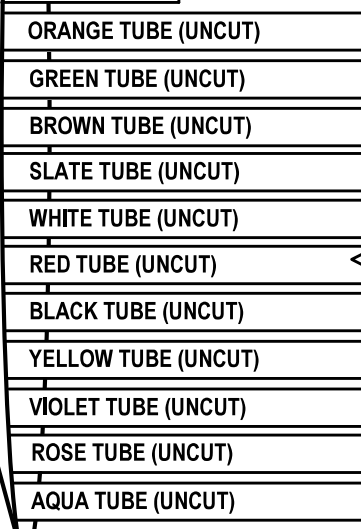 ORANGE TUBE (UNCUT)
GREEN TUBE (UNCUT)
BROWN TUBE (UNCUT)
SLATE TUBE (UNCUT)
WHITE TUBE (UNCUT)
RED TUBE (UNCUT)
BLACK TUBE (UNCUT)
YELLOW TUBE (UNCUT)
VIOLET TUBE (UNCUT)
ROSE TUBE (UNCUT)
AQUA TUBE (UNCUT)